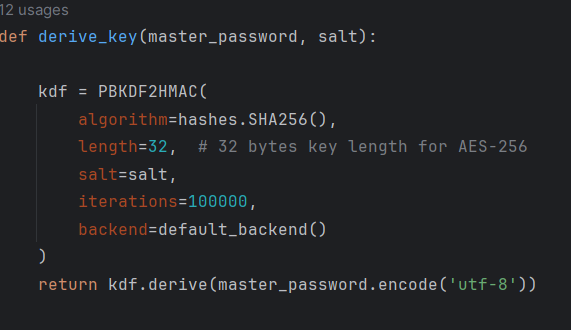 12 usages
def derive_key(master_password, salt):
kdf = PBKDF2HMAC(
algorithm=hashes.SHA256(),
length=32,  # 32 bytes key length for AES-256
salt=salt,
iterations=100000,
backend=default_backend()
)
return kdf.derive(master_password.encode('utf-8'))